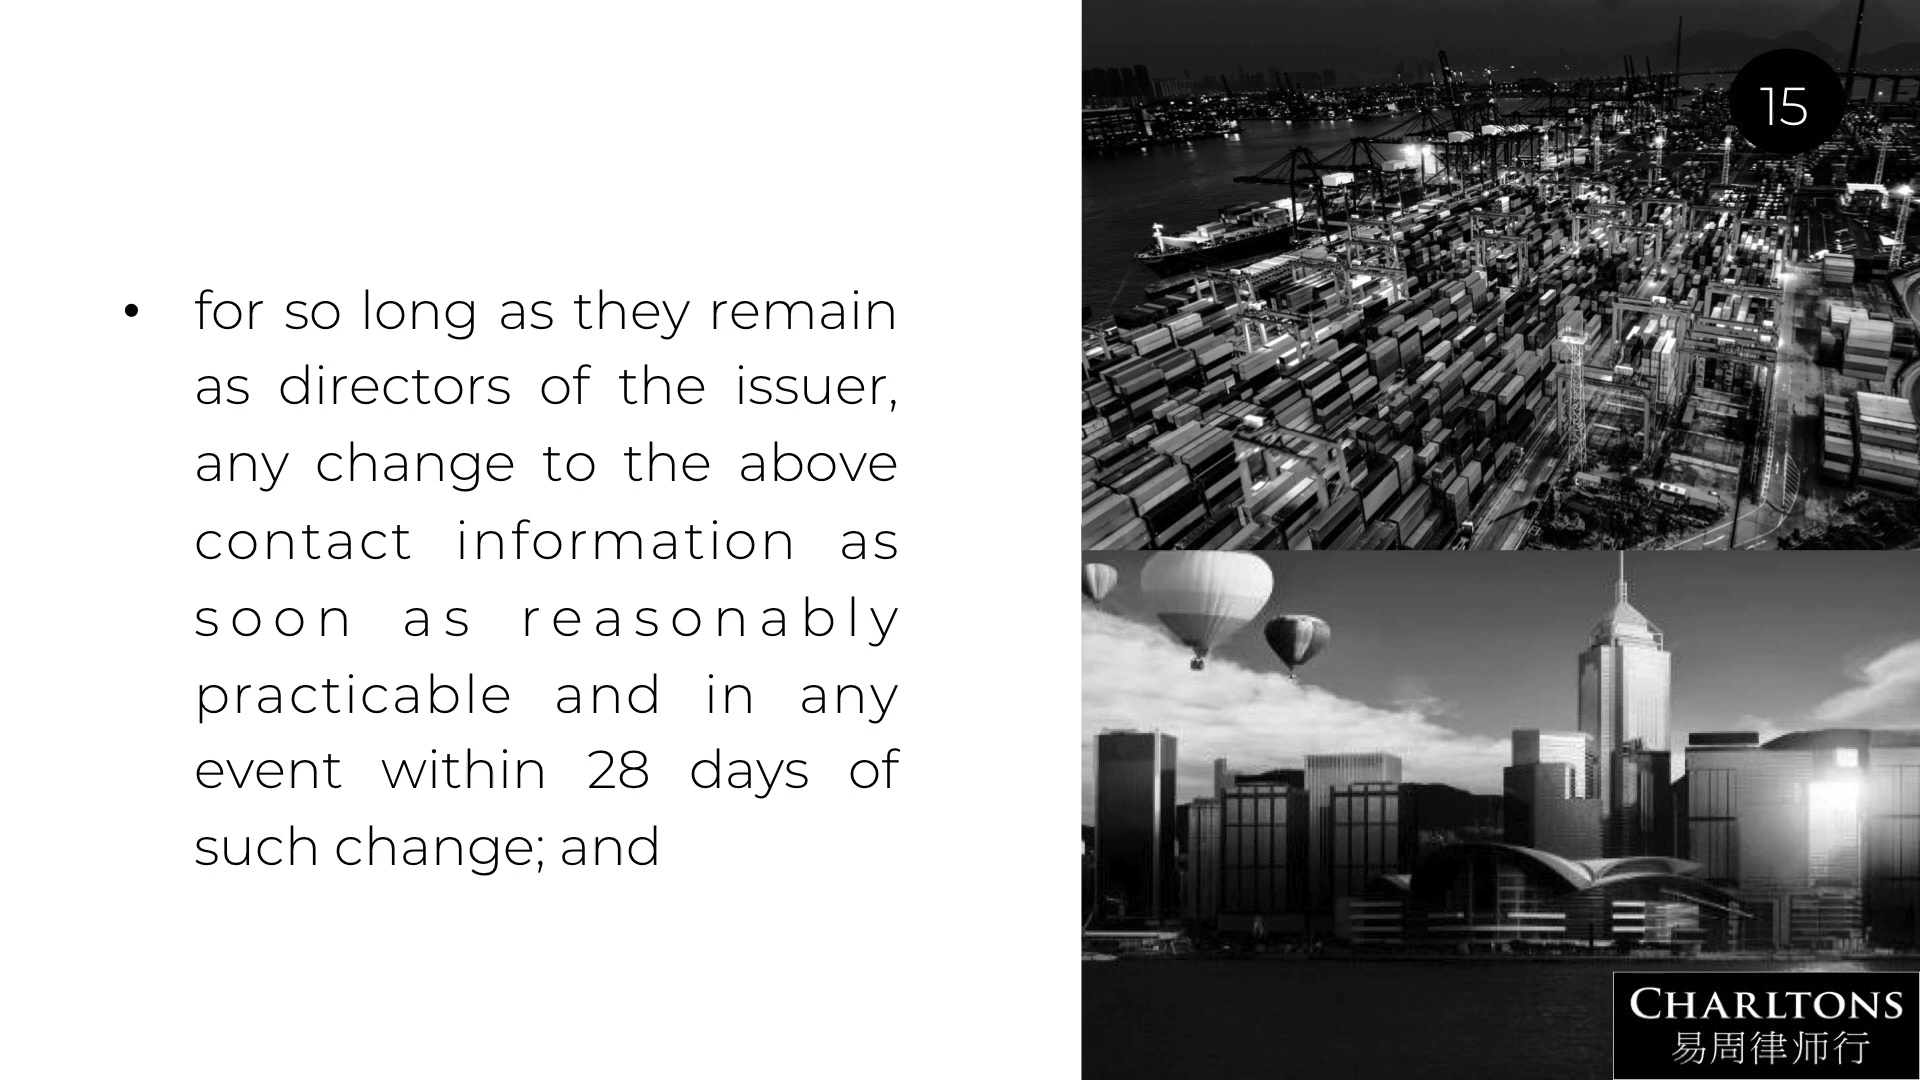 15
• for so long as they remain
as directors of the issuer,
any change to the above
contact information as
soon as reasonably
practicable and in any
event within 28 days of
such change; and
CHARLTONS
易周律师行